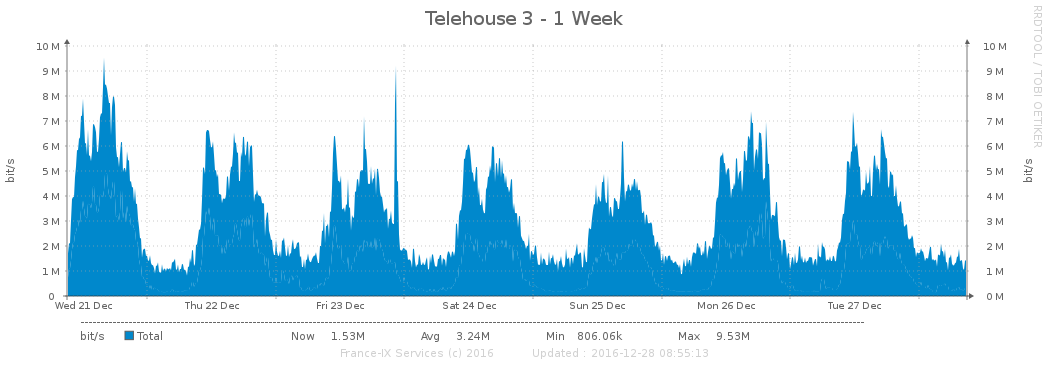 Telehouse 3 - 1 Week
RRDTOOL / TOBI OETIKER
bit/s
bit/s
10 M 10 M
9 M 9 M
8 M 8 M
7 M 7 M
6 M 6 M
5 M 5 M
4 M 4 M
3 M 3 M
2 M 2 M
1 M 1 M
0 0 M
Wed 21 Dec Thu 22 Dec Fri 23 Dec Sat 24 Dec Sun 25 Dec Mon 26 Dec Tue 27 Dec
bit/s Total Now 1.53M Avg 3.24M Min 806.06k Max 9.53M
France-IX Services (c) 2016 Updated : 2016-12-28 08:55:13